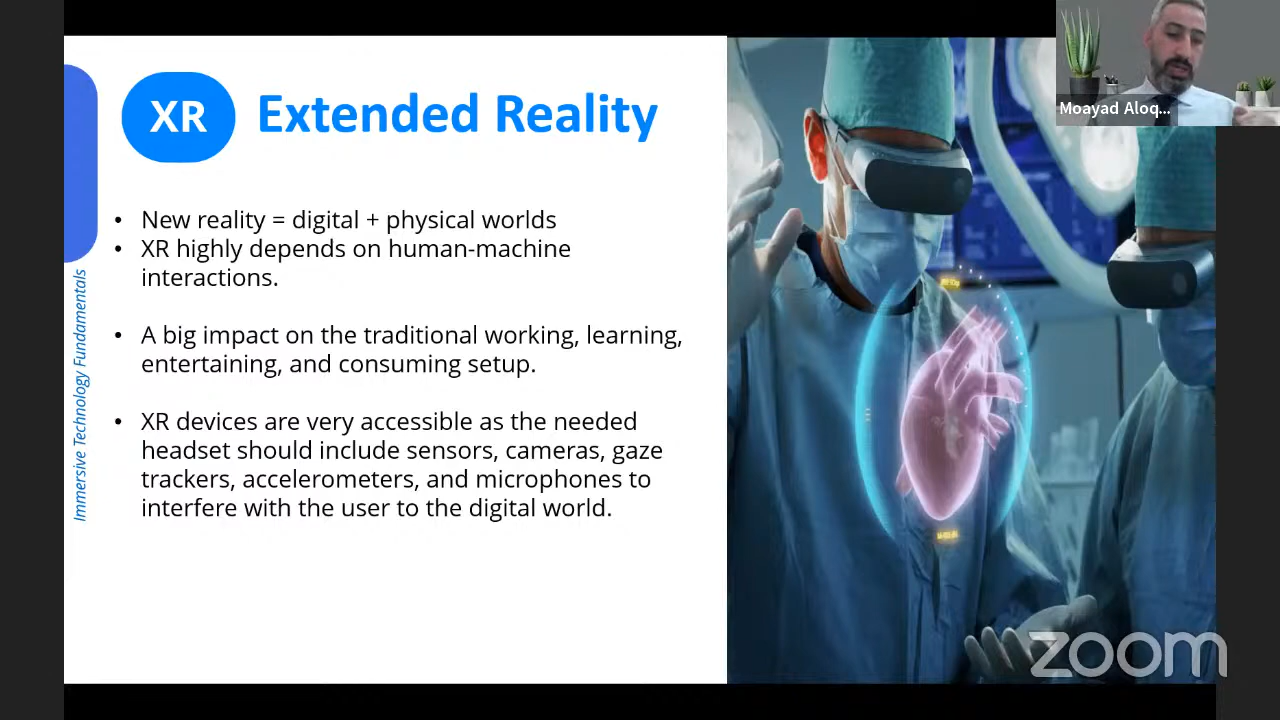 XR Extended Reality
• New reality = digital + physical worlds
• XR highly depends on human-machine
interactions.
• A big impact on the traditional working, learning,
entertaining, and consuming setup.
• XR devices are very accessible as the needed
headset should include sensors, cameras, gaze
trackers, accelerometers, and microphones to
interfere with the user to the digital world.
Immersive Technology Fundamentals
Moayad Aloq...
zoom